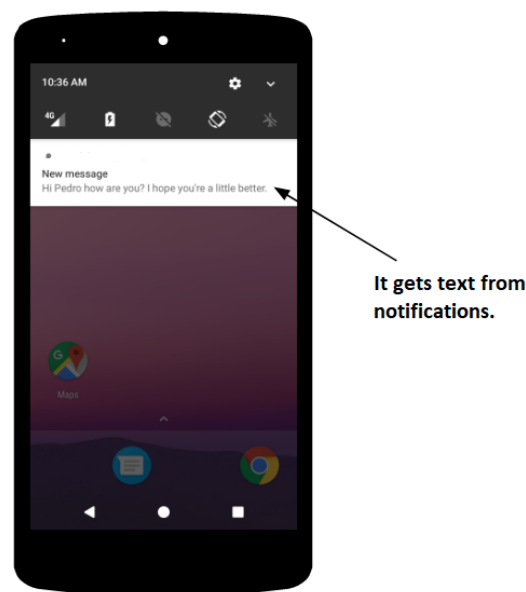 10:36 AM
4G
New message
Hi Pedro how are you? I hope you're a little better.
It gets text from
notifications.
G
Maps